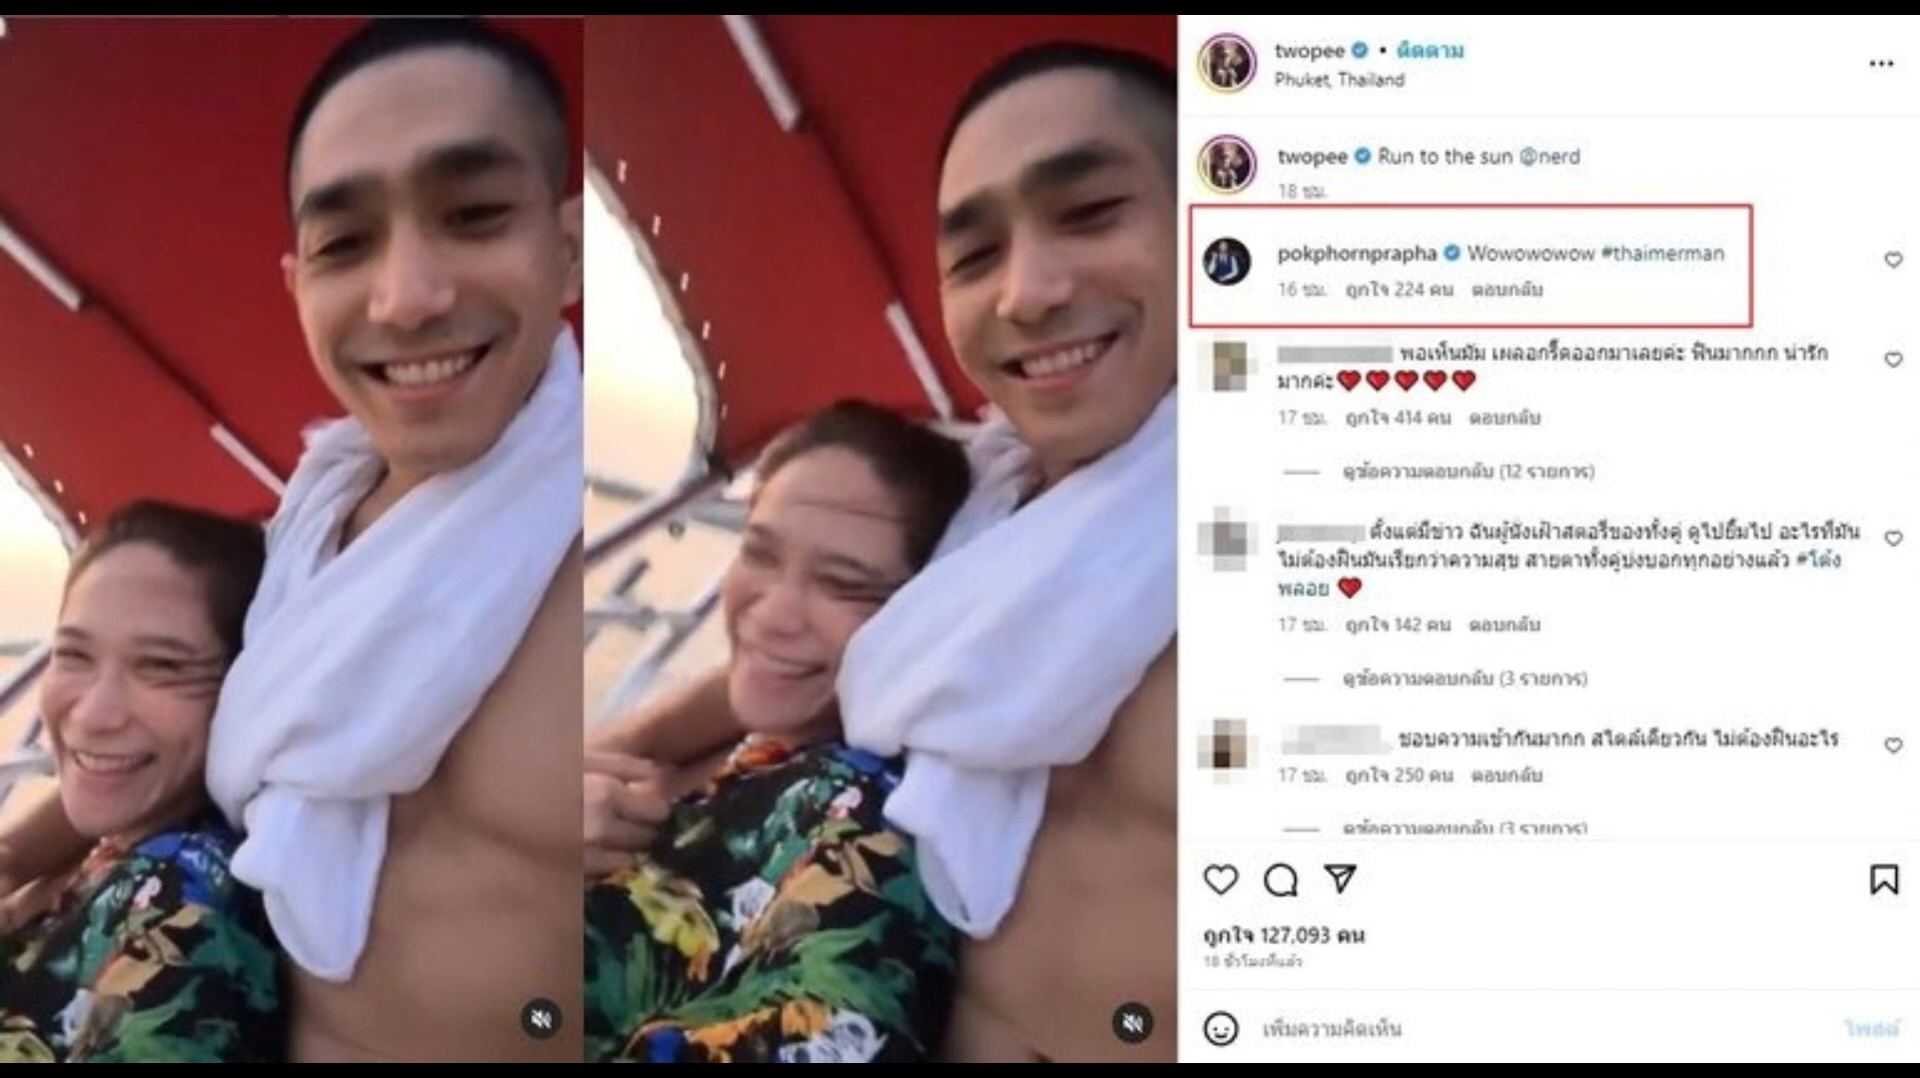 twopee • ติดตาม
Phuket, Thailand
twopee Run to the sun @nerd
18 ชม.
pokphornprapha Wowowowow #thaimerman
16 ชม. ถูกใจ 224 คน ตอบกลับ
พอเห็นมัม เผลอกรี๊ดออกมาเลยค่ะ ฟินมากกก น่ารัก
มากค่ะ❤❤❤❤❤
17 ชม. ถูกใจ 414 คน ตอบกลับ
ดูข้อความตอบกลับ (12 รายการ)
ตั้งแต่มีข่าว ฉันผู้นั่งเฝ้าสตอรี่ของทั้งคู่ ดูไปยิ้มไป อะไรที่มัน
ไม่ต้องฝืนมันเรียกว่าความสุข สายตาทั้งคู่บ่งบอกทุกอย่างแล้ว #โต้ง
พลอย ❤
17 ชม. ถูกใจ 142 คน ตอบกลับ
ดูข้อความตอบกลับ (3 รายการ)
ชอบความเข้ากันมากก สไตล์เดียวกัน ไม่ต้องฝืนอะไร
17 ชม. ถูกใจ 250 คน ตอบกลับ
ดูข้อความตอบกลับ (3 รายการ)
ถูกใจ 127,093 คน
18 ชั่วโมงที่แล้ว
เพิ่มความคิดเห็น
โพสต์